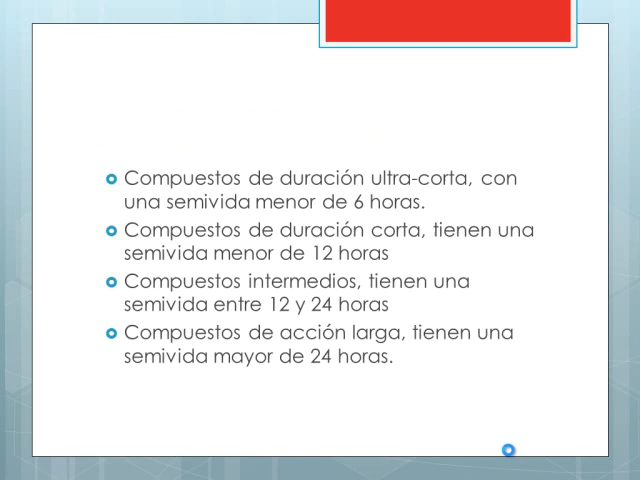 Compuestos de duración ultra-corta, con
una semivida menor de 6 horas.
Compuestos de duración corta, tienen una
semivida menor de 12 horas
Compuestos intermedios, tienen una
semivida entre 12 y 24 horas
Compuestos de acción larga, tienen una
semivida mayor de 24 horas.